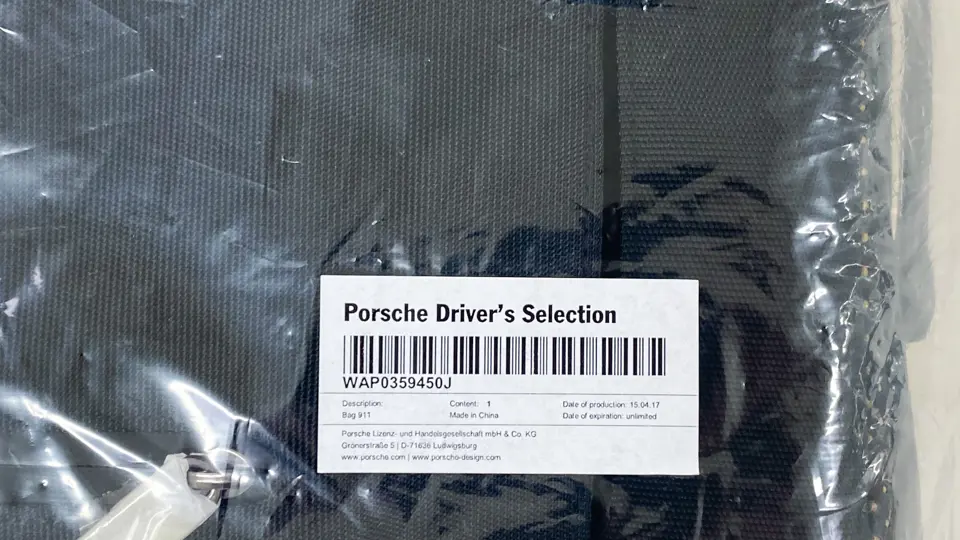 Porsche Driver's Selection
WAP0359450J
Description: Content: 1 Date of production: 15.04.17
Bag 911 Made in China Date of expiration: unlimited
Porsche Lizenz- und Handelsgesellschaft mbH & Co. KG
Grönerstraße 5 | D-71636 Ludwigsburg
www.porsche.com | www.porsche-design.com